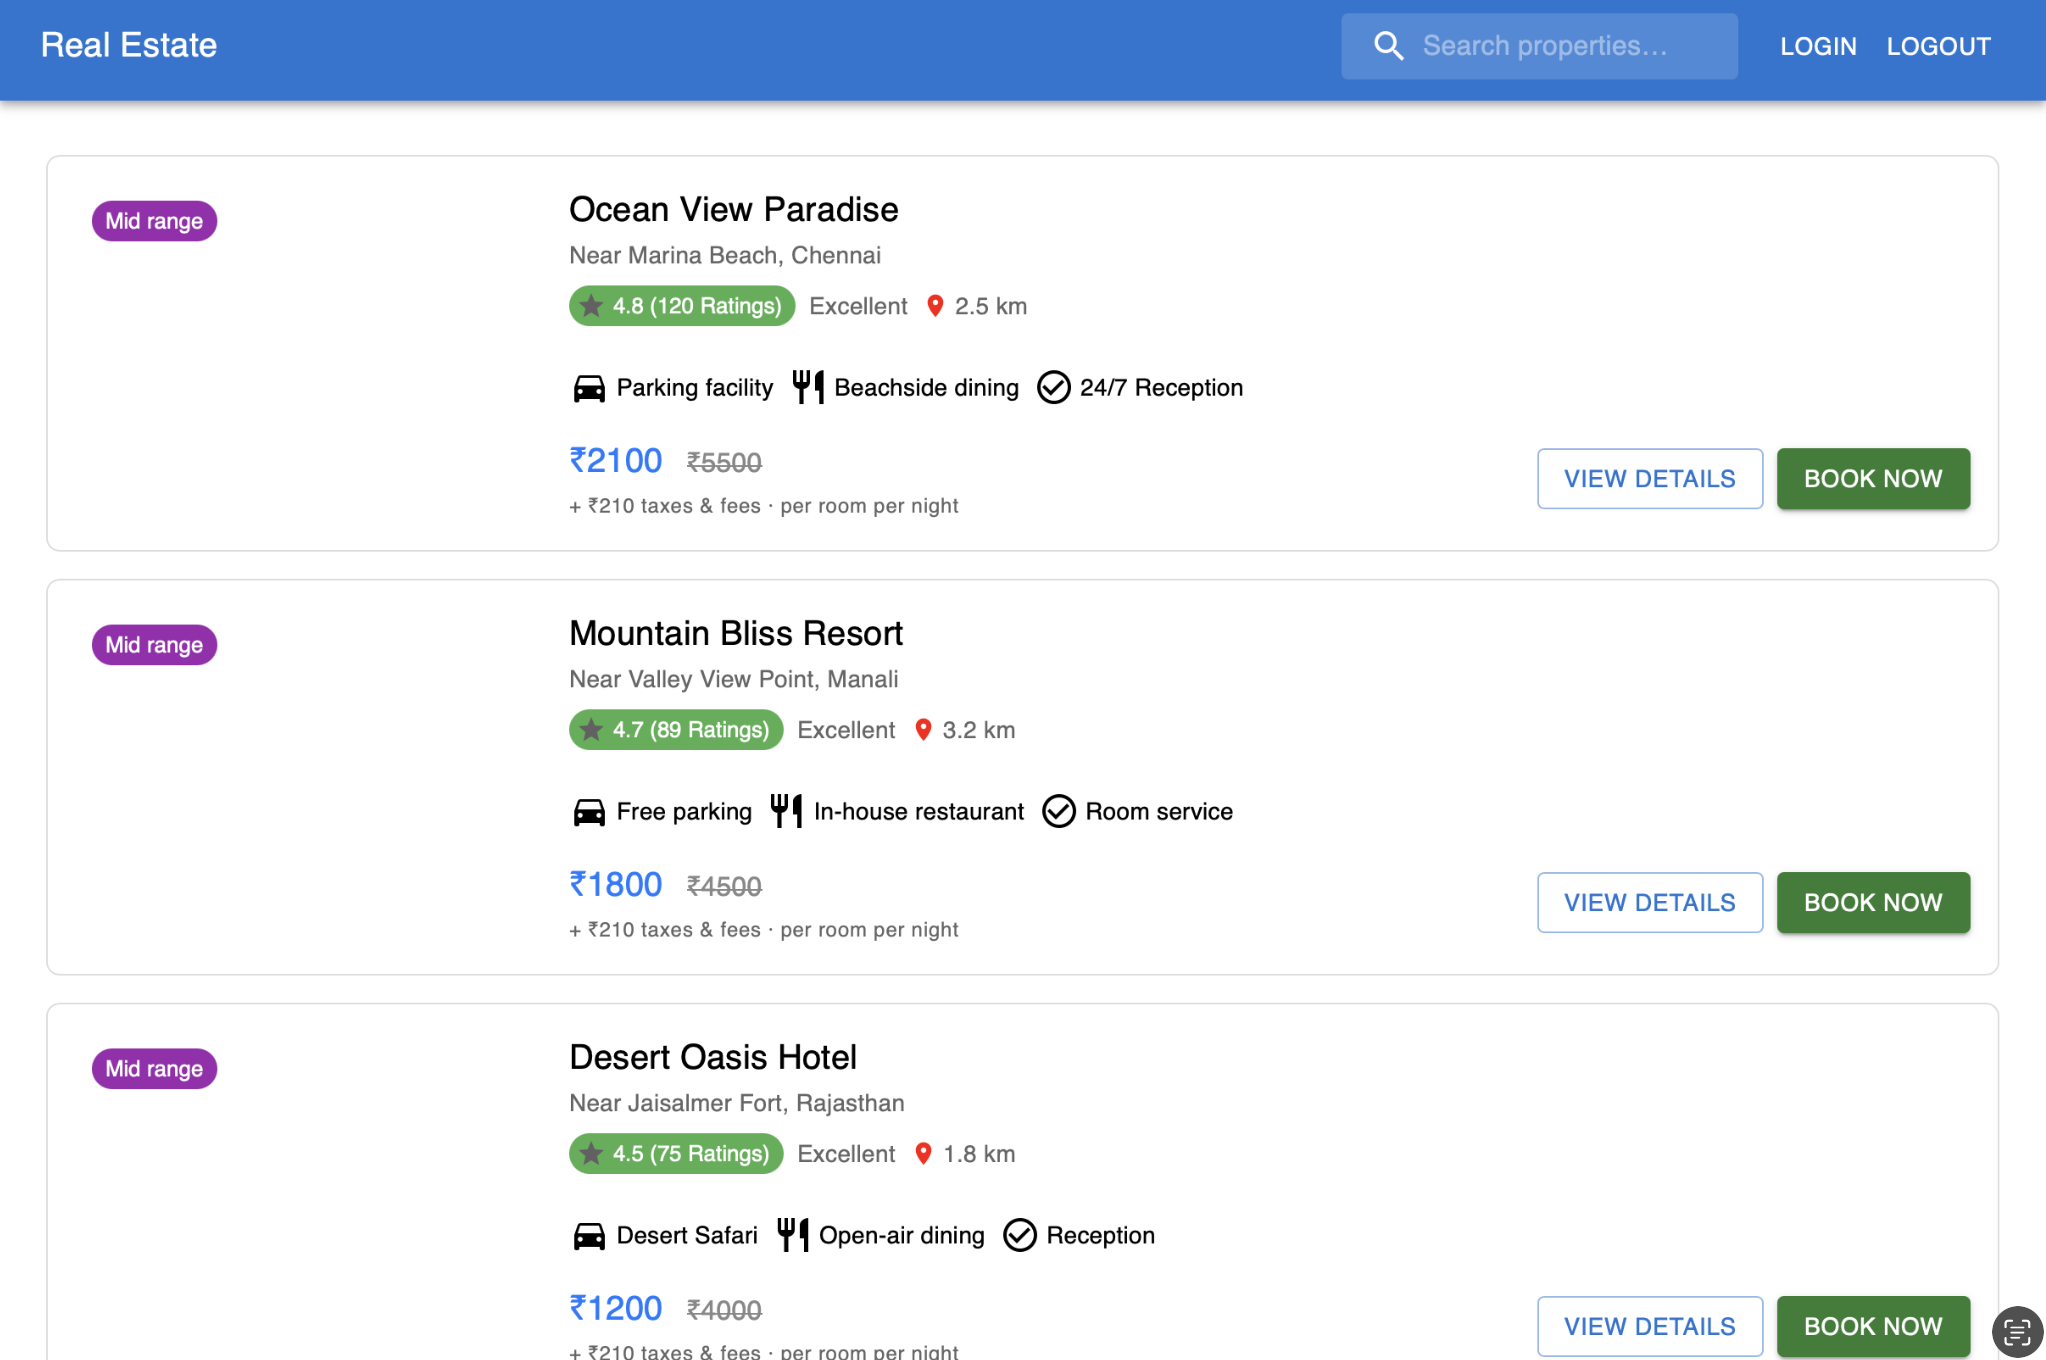 Real Estate
Search properties...
LOGIN
LOGOUT
Mid range
Ocean View Paradise
Near Marina Beach, Chennai
4.8 (120 Ratings) Excellent 2.5 km
Parking facility Beachside dining 24/7 Reception
₹2100 ₹5500
+ ₹210 taxes & fees · per room per night
VIEW DETAILS
BOOK NOW
Mid range
Mountain Bliss Resort
Near Valley View Point, Manali
4.7 (89 Ratings) Excellent 3.2 km
Free parking In-house restaurant Room service
₹1800 ₹4500
+ ₹210 taxes & fees · per room per night
VIEW DETAILS
BOOK NOW
Mid range
Desert Oasis Hotel
Near Jaisalmer Fort, Rajasthan
4.5 (75 Ratings) Excellent 1.8 km
Desert Safari Open-air dining Reception
₹1200 ₹4000
+ ₹210 taxes & fees · per room per night
VIEW DETAILS
BOOK NOW